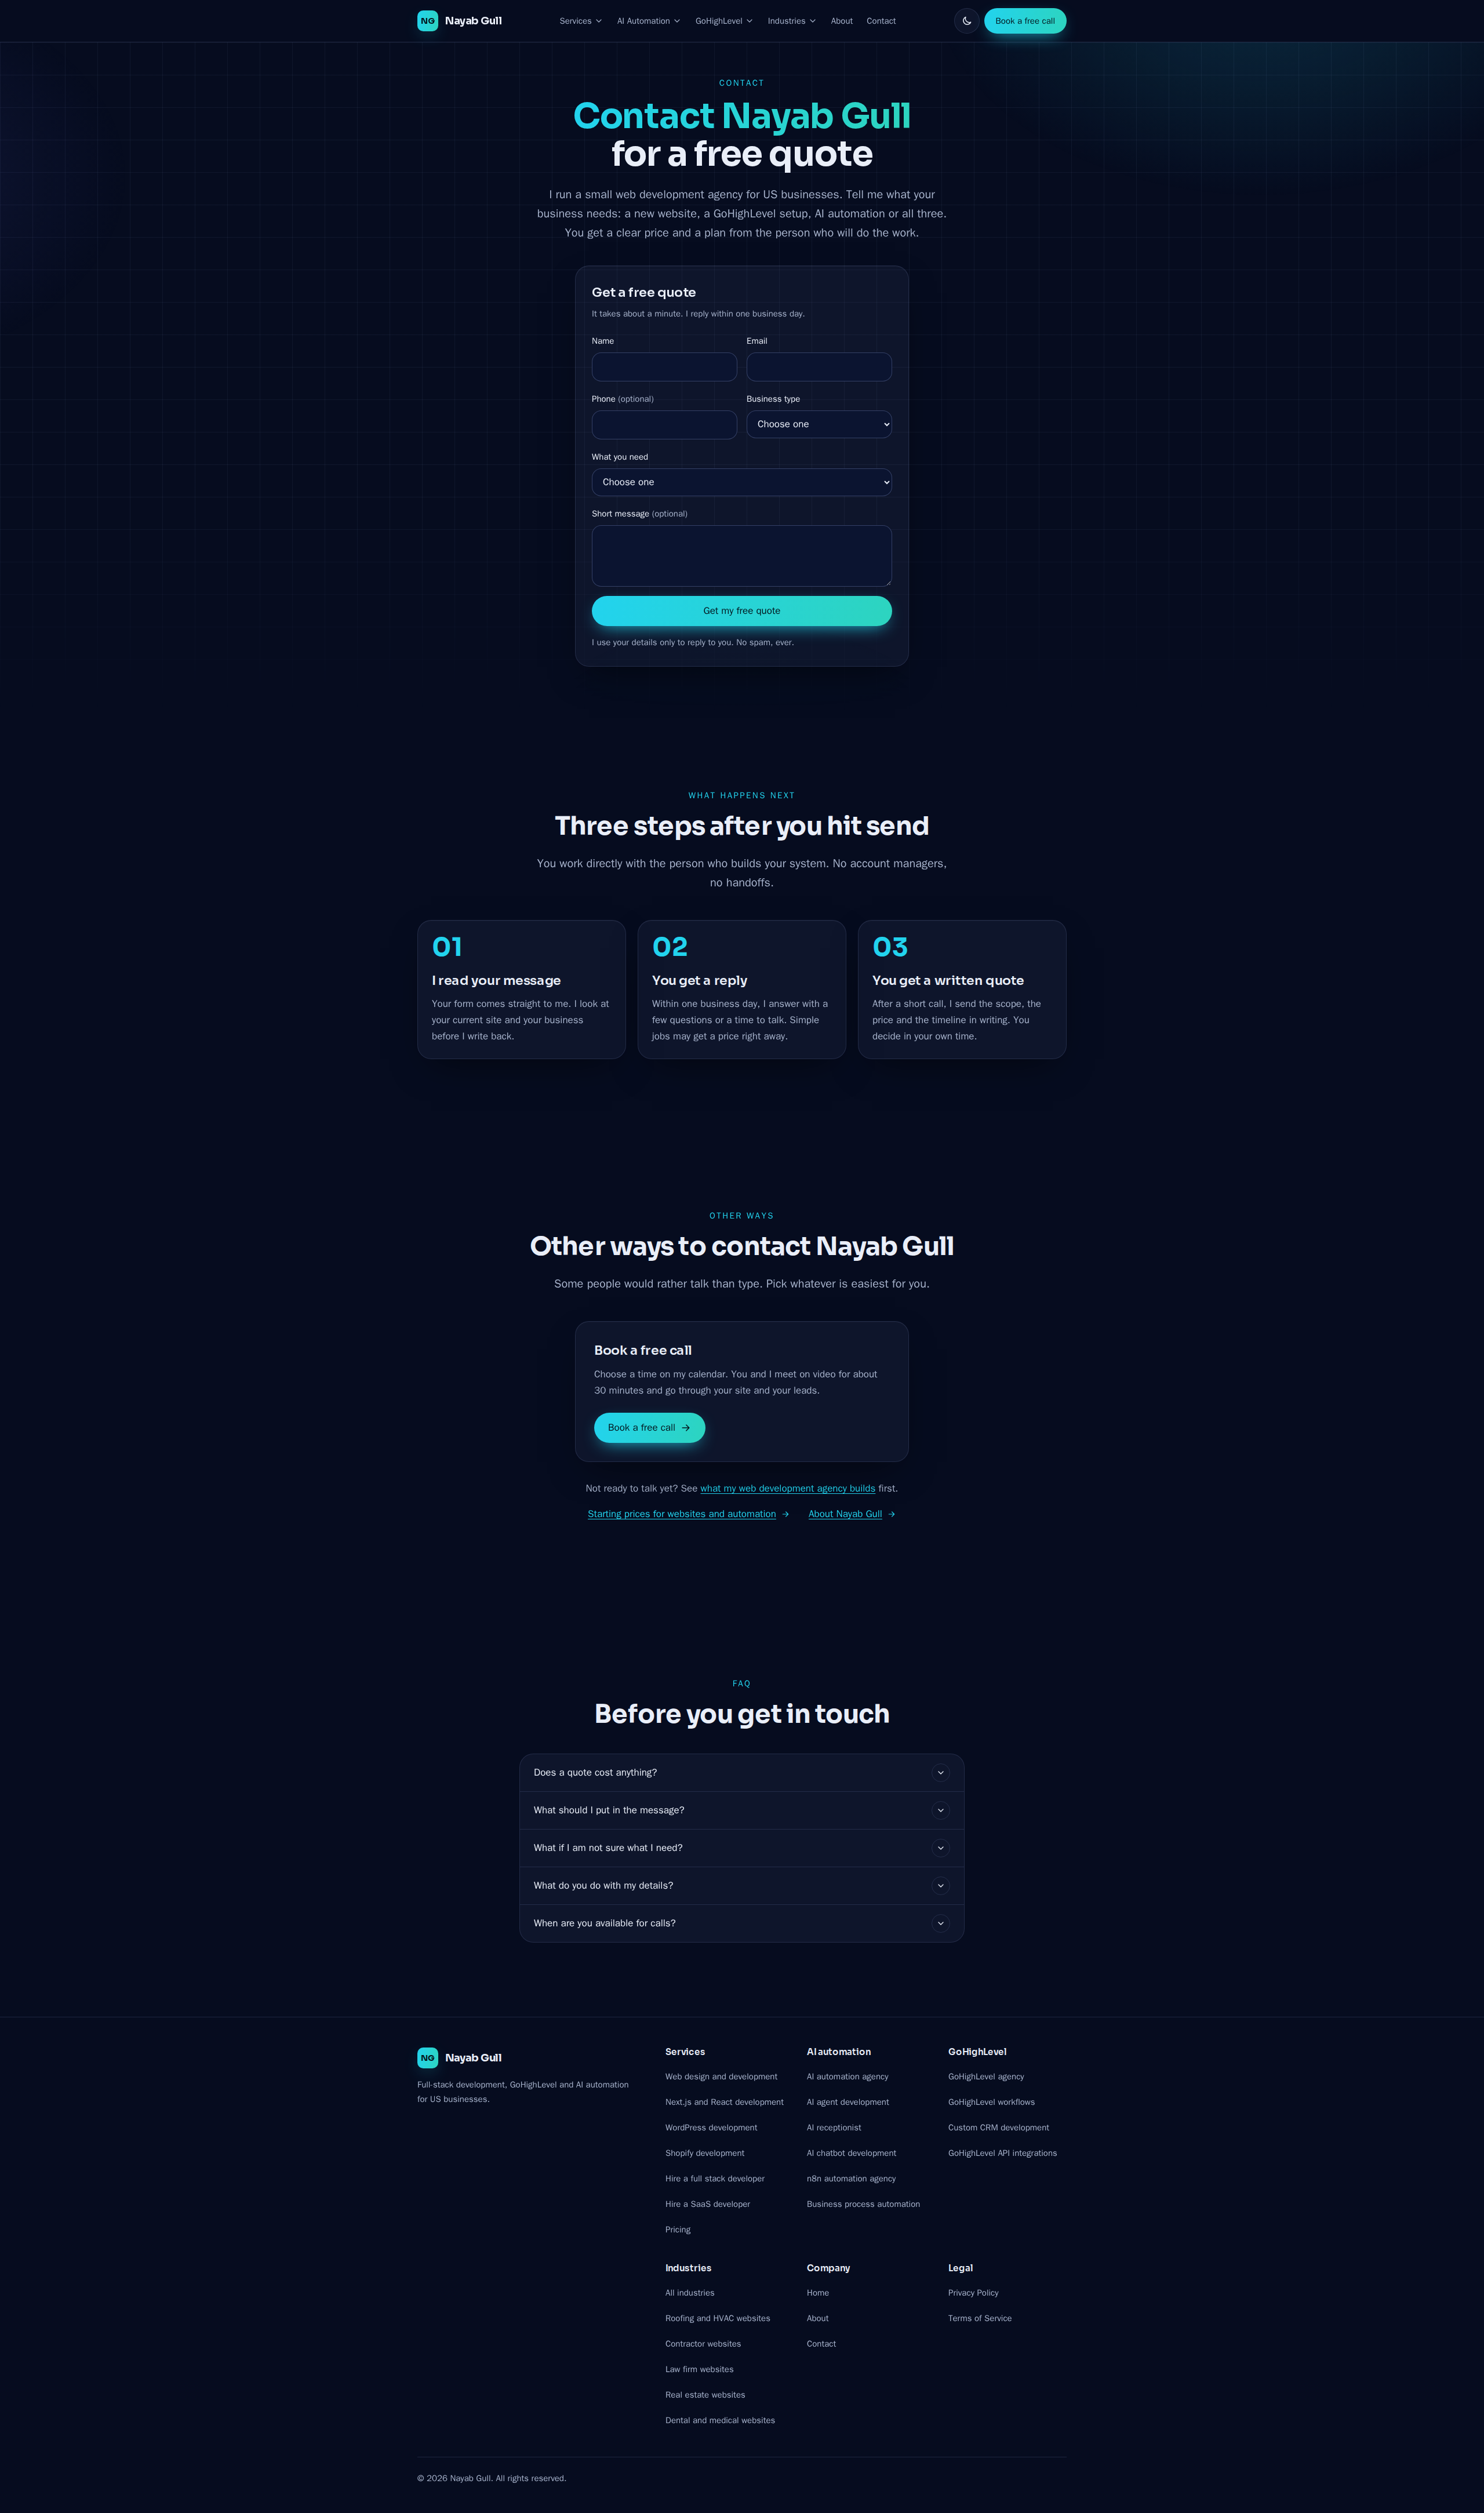 NG Nayab Gull Services AI Automation GoHighLevel Industries About Contact Book a free call
CONTACT
Contact Nayab Gull
for a free quote
I run a small web development agency for US businesses. Tell me what your
business needs: a new website, a GoHighLevel setup, AI automation or all three.
You get a clear price and a plan from the person who will do the work.
Get a free quote
It takes about a minute. I reply within one business day.
Name Email
Phone (optional) Business type
Choose one
What you need
Choose one
Short message (optional)
Get my free quote
I use your details only to reply to you. No spam, ever.
WHAT HAPPENS NEXT
Three steps after you hit send
You work directly with the person who builds your system. No account managers,
no handoffs.
01
I read your message
Your form comes straight to me. I look at
your current site and your business
before I write back.
02
You get a reply
Within one business day, I answer with a
few questions or a time to talk. Simple
jobs may get a price right away.
03
You get a written quote
After a short call, I send the scope, the
price and the timeline in writing. You
decide in your own time.
OTHER WAYS
Other ways to contact Nayab Gull
Some people would rather talk than type. Pick whatever is easiest for you.
Book a free call
Choose a time on my calendar. You and I meet on video for about
30 minutes and go through your site and your leads.
Book a free call →
Not ready to talk yet? See what my web development agency builds first.
Starting prices for websites and automation → About Nayab Gull →
FAQ
Before you get in touch
Does a quote cost anything?
What should I put in the message?
What if I am not sure what I need?
What do you do with my details?
When are you available for calls?
NG Nayab Gull
Full-stack development, GoHighLevel and AI automation
for US businesses.
Services
Web design and development
Next.js and React development
WordPress development
Shopify development
Hire a full stack developer
Hire a SaaS developer
Pricing
AI automation
AI automation agency
AI agent development
AI receptionist
AI chatbot development
n8n automation agency
Business process automation
GoHighLevel
GoHighLevel agency
GoHighLevel workflows
Custom CRM development
GoHighLevel API integrations
Industries
All industries
Roofing and HVAC websites
Contractor websites
Law firm websites
Real estate websites
Dental and medical websites
Company
Home
About
Contact
Legal
Privacy Policy
Terms of Service
© 2026 Nayab Gull. All rights reserved.